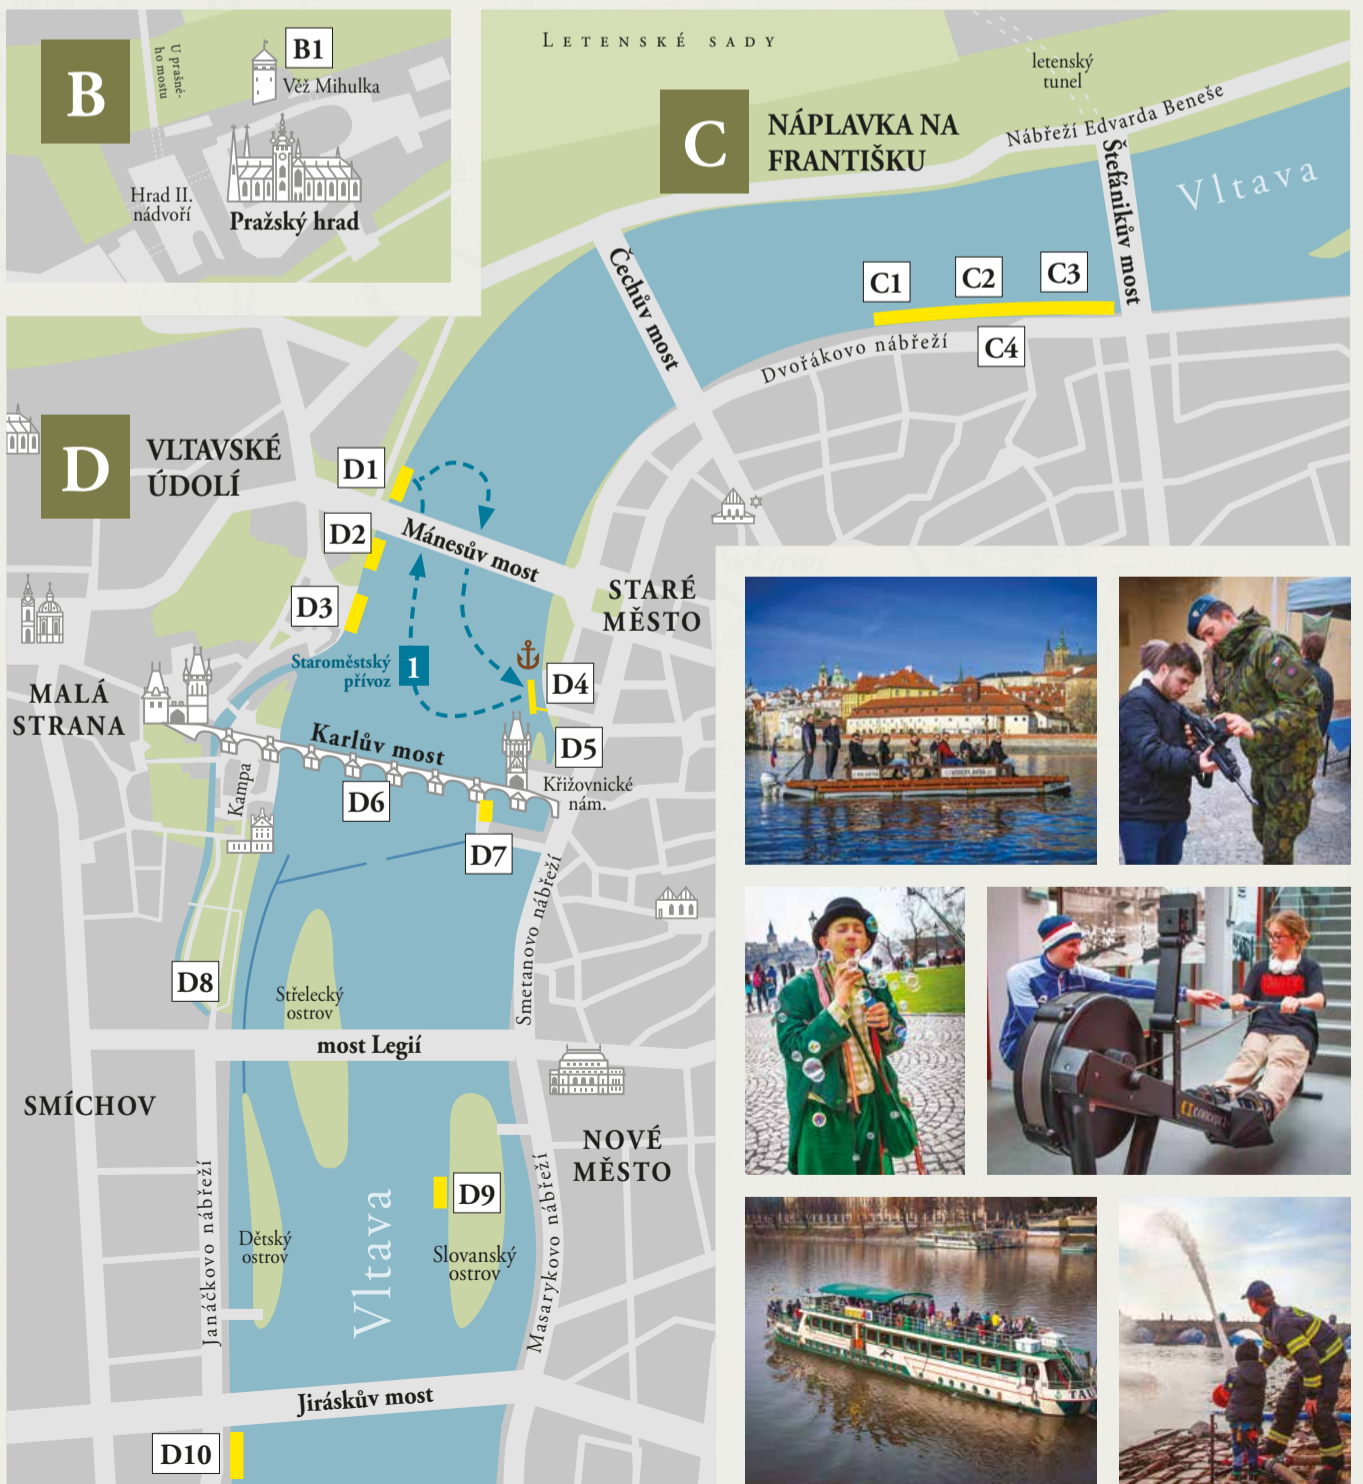 B
U prašné-
ho mostu
B1
Věž Mihulka
Hrad II.
nádvoří
Pražský hrad
LETENSKÉ SADY
letenský
tunel
C
NÁPLAVKA NA
FRANTIŠKU
Nábřeží Edvarda Beneše
Štefánikův most
Vltava
Čechův most
C1
C2
C3
C4
Dvořákovo nábřeží
D
VLTAVSKÉ
ÚDOLÍ
D1
D2
Mánesův most
D3
STARÉ
MĚSTO
Staroměstský
přívoz
1
D4
MALÁ
STRANA
Karlův most
D5
Křižovnické
nám.
Kampa
D6
D7
Smetanovo nábřeží
D8
Střelecký
ostrov
most Legií
SMÍCHOV
NOVÉ
MĚSTO
Janáčkovo nábřeží
Dětský
ostrov
Vltava
D9
Slovanský
ostrov
Masarykovo nábřeží
Jiráskův most
D10
TAU